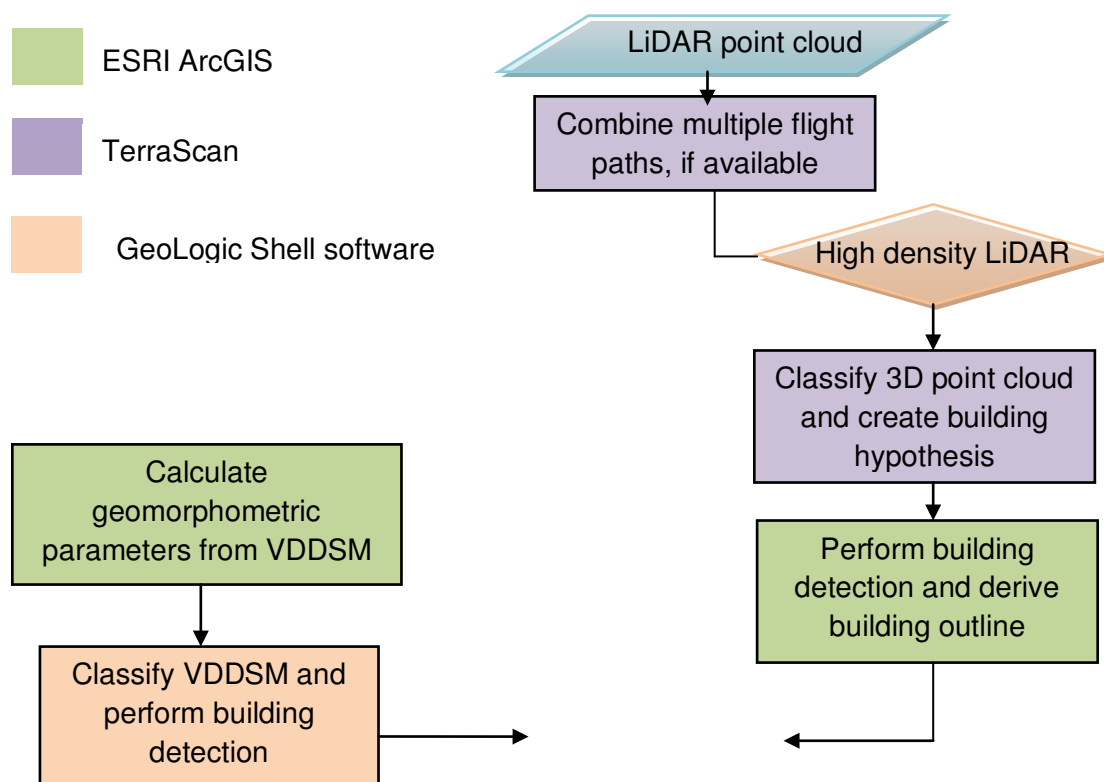 ESRI ArcGIS
TerraScan
GeoLogic Shell software
LiDAR point cloud
Combine multiple flight
paths, if available
High density LiDAR
Classify 3D point cloud
and create building
hypothesis
Perform building
detection and derive
building outline
Calculate
geomorphometric
parameters from VDDSM
Classify VDDSM and
perform building
detection